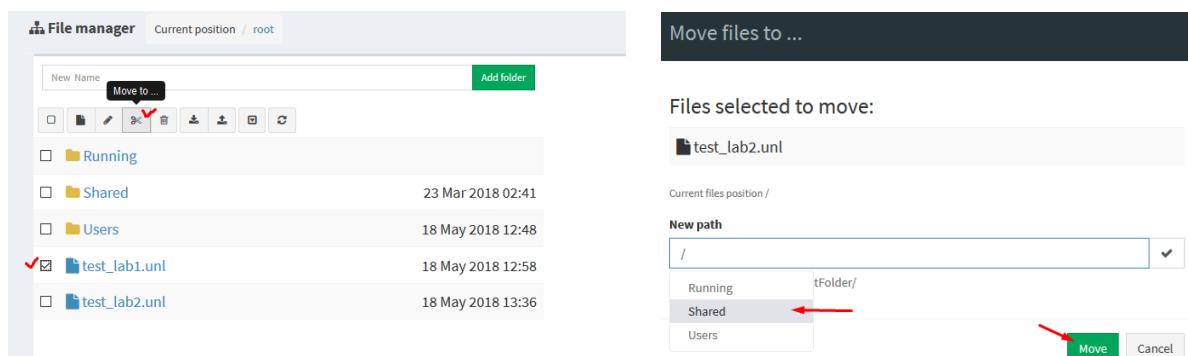 File manager Current position / root
New Name Add folder
Move to ...
Running
Shared 23 Mar 2018 02:41
Users 18 May 2018 12:48
test_lab1.unl 18 May 2018 12:58
test_lab2.unl 18 May 2018 13:36
Move files to ...
Files selected to move:
test_lab2.unl
Current files position /
New path
/
tFolder/
Running
Shared
Users
Move Cancel